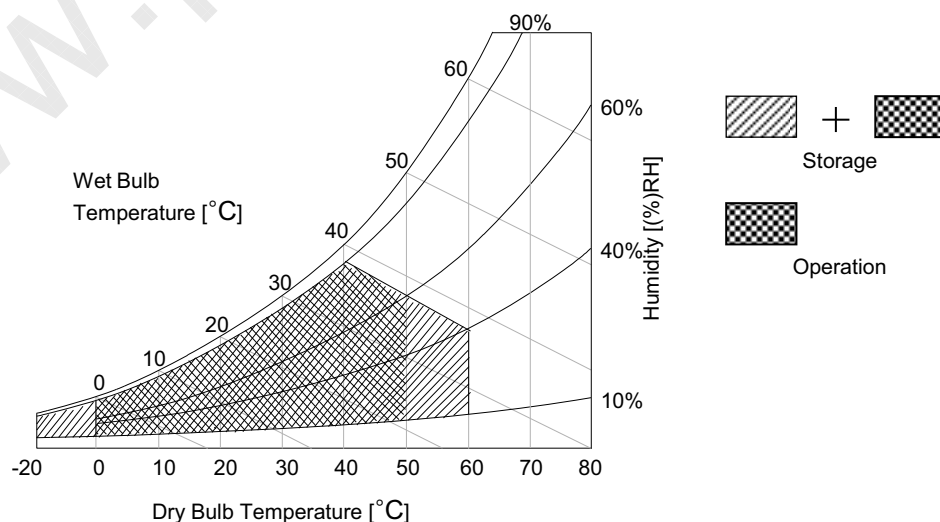 90%
60
60%
50
Wet Bulb
Temperature [°C]
40
40%
30
20
10
0
10%
Humidity [(%)RH]
-20 0 10 20 30 40 50 60 70 80
Dry Bulb Temperature [°C]
+
Storage
Operation